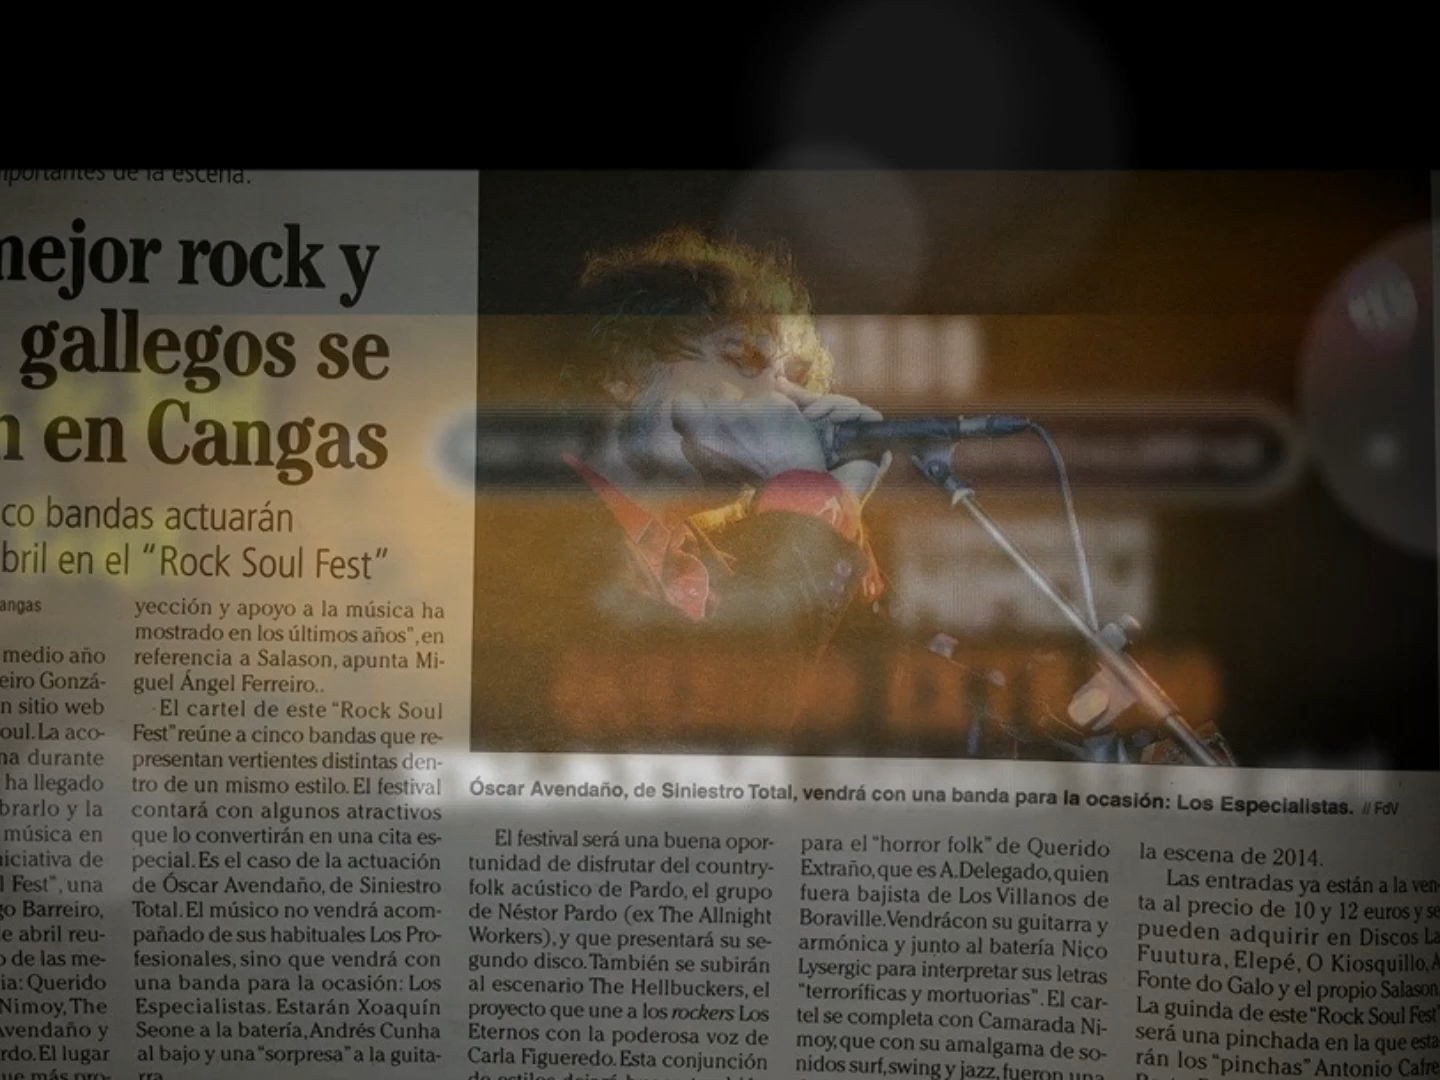 importantes de la escena.
mejor rock y
gallegos se
en Cangas
co bandas actuarán
bril en el “Rock Soul Fest”
angas
medio año
eiro Gonzá-
n sitio web
oul. La aco-
na durante
ha llegado
brarlo y la
música en
niciativa de
l Fest”, una
go Barreiro,
e abril reu-
o de las me-
ia: Querido
Nimoy, The
Avendaño y
rdo. El lugar
ue más pro-
yección y apoyo a la música ha
mostrado en los últimos años”, en
referencia a Salason, apunta Mi-
guel Ángel Ferreiro..
El cartel de este “Rock Soul
Fest” reúne a cinco bandas que re-
presentan vertientes distintas den-
tro de un mismo estilo. El festival
contará con algunos atractivos
que lo convertirán en una cita es-
pecial. Es el caso de la actuación
de Óscar Avendaño, de Siniestro
Total. El músico no vendrá acom-
pañado de sus habituales Los Pro-
fesionales, sino que vendrá con
una banda para la ocasión: Los
Especialistas. Estarán Xoaquín
Seone a la batería, Andrés Cunha
al bajo y una “sorpresa” a la guita-
rra.
Óscar Avendaño, de Siniestro Total, vendrá con una banda para la ocasión: Los Especialistas. // FdV
El festival será una buena opor-
tunidad de disfrutar del country-
folk acústico de Pardo, el grupo
de Néstor Pardo (ex The Allnight
Workers), y que presentará su se-
gundo disco. También se subirán
al escenario The Hellbuckers, el
proyecto que une a los rockers Los
Eternos con la poderosa voz de
Carla Figueredo. Esta conjunción
para el “horror folk” de Querido
Extraño, que es A. Delegado, quien
fuera bajista de Los Villanos de
Boraville. Vendrácon su guitarra y
armónica y junto al batería Nico
Lysergic para interpretar sus letras
“terroríficas y mortuorias”. El car-
tel se completa con Camarada Ni-
moy, que con su amalgama de so-
nidos surf, swing y jazz, fueron una
la escena de 2014.
Las entradas ya están a la ven-
ta al precio de 10 y 12 euros y se
pueden adquirir en Discos La
Fuutura, Elepé, O Kiosquillo, A
Fonte do Galo y el propio Salason.
La guinda de este “Rock Soul Fest”
será una pinchada en la que esta
rán los “pinchas” Antonio Cafre